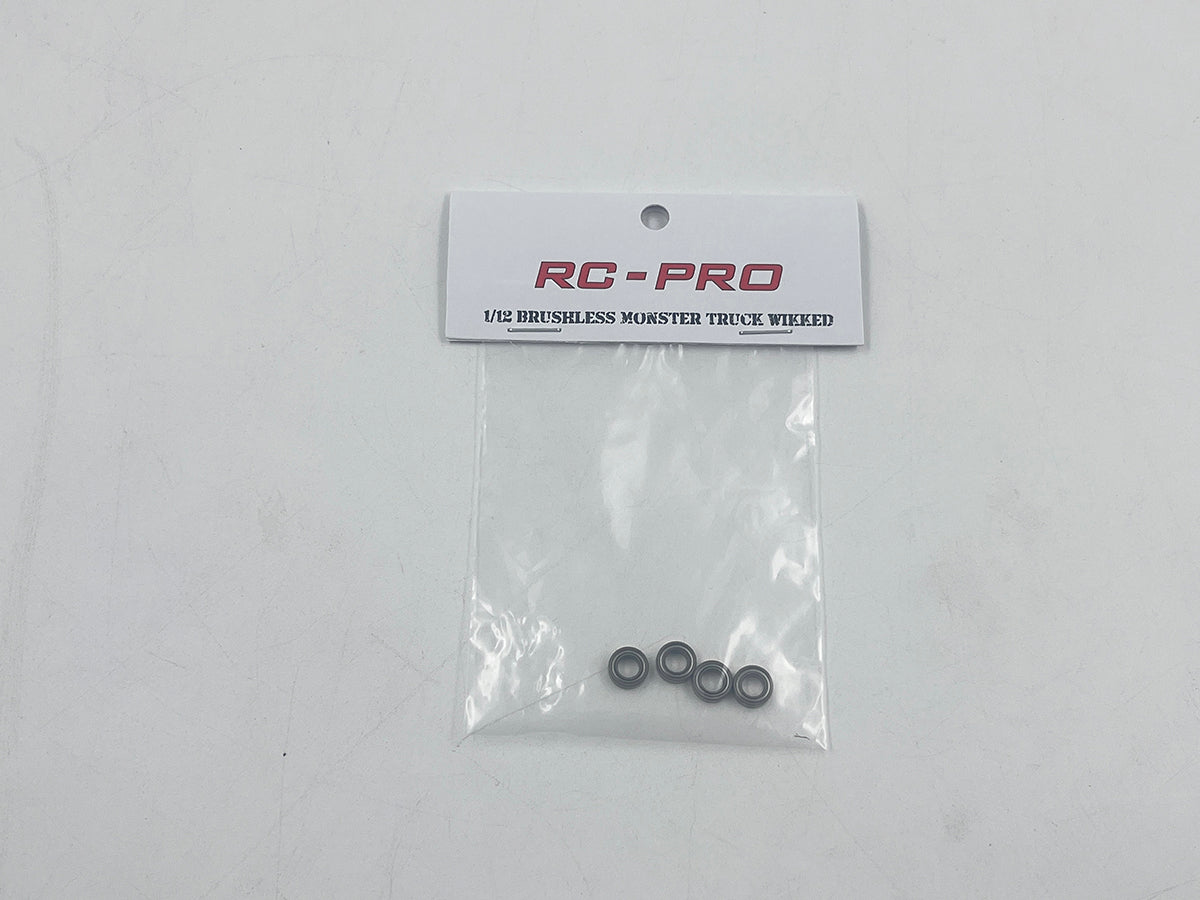 RC-PRO
1/12 BRUSHLESS MONSTER TRUCK WIKKED